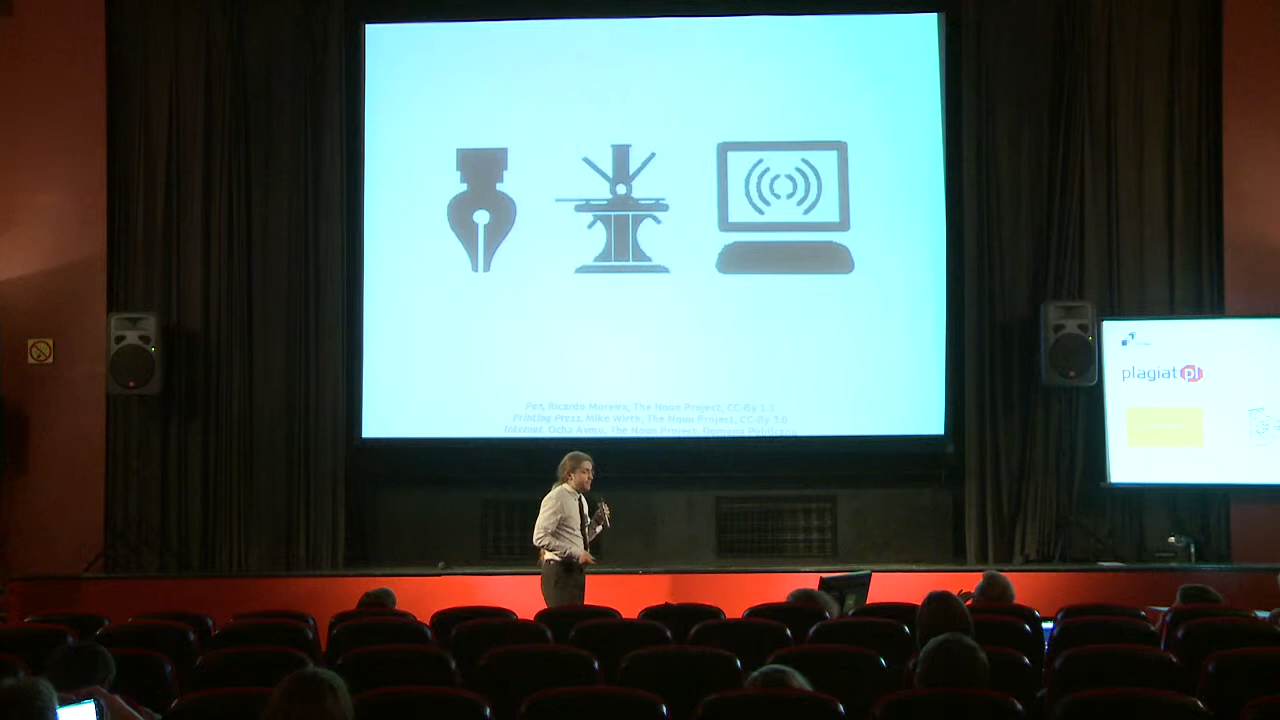 Pen, Ricardo Moreira, The Noun Project, CC-By 3.0
Printing Press, Mike Wirth, The Noun Project, CC-By 3.0
Internet, Ocha Avmu, The Noun Project, Domena Publiczna
plagiat pl